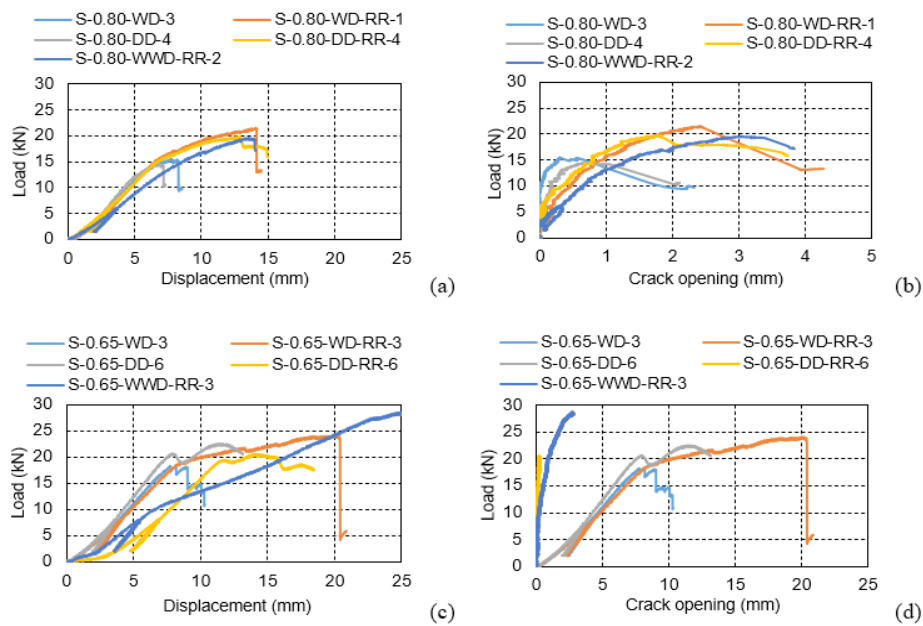 S-0.80-WD-3 S-0.80-WD-RR-1
S-0.80-DD-4 S-0.80-DD-RR-4
S-0.80-WWD-RR-2
30
25
20
15
10
5
0
Load (kN)
0 5 10 15 20 25
Displacement (mm)
(a)
S-0.80-WD-3 S-0.80-WD-RR-1
S-0.80-DD-4 S-0.80-DD-RR-4
S-0.80-WWD-RR-2
30
25
20
15
10
5
0
Load (kN)
0 1 2 3 4 5
Crack opening (mm)
(b)
S-0.65-WD-3 S-0.65-WD-RR-3
S-0.65-DD-6 S-0.65-DD-RR-6
S-0.65-WWD-RR-3
30
25
20
15
10
5
0
Load (kN)
0 5 10 15 20 25
Displacement (mm)
(c)
S-0.65-WD-3 S-0.65-WD-RR-3
S-0.65-DD-6 S-0.65-DD-RR-6
S-0.65-WWD-RR-3
30
25
20
15
10
5
0
Load (kN)
0 5 10 15 20 25
Crack opening (mm)
(d)